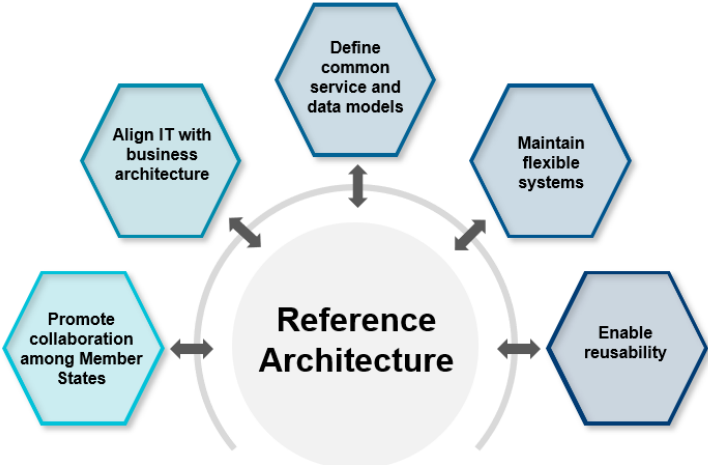 Define
common
service and
data models
Align IT with
business
architecture
Maintain
flexible
systems
Promote
collaboration
among Member
States
Reference
Architecture
Enable
reusability